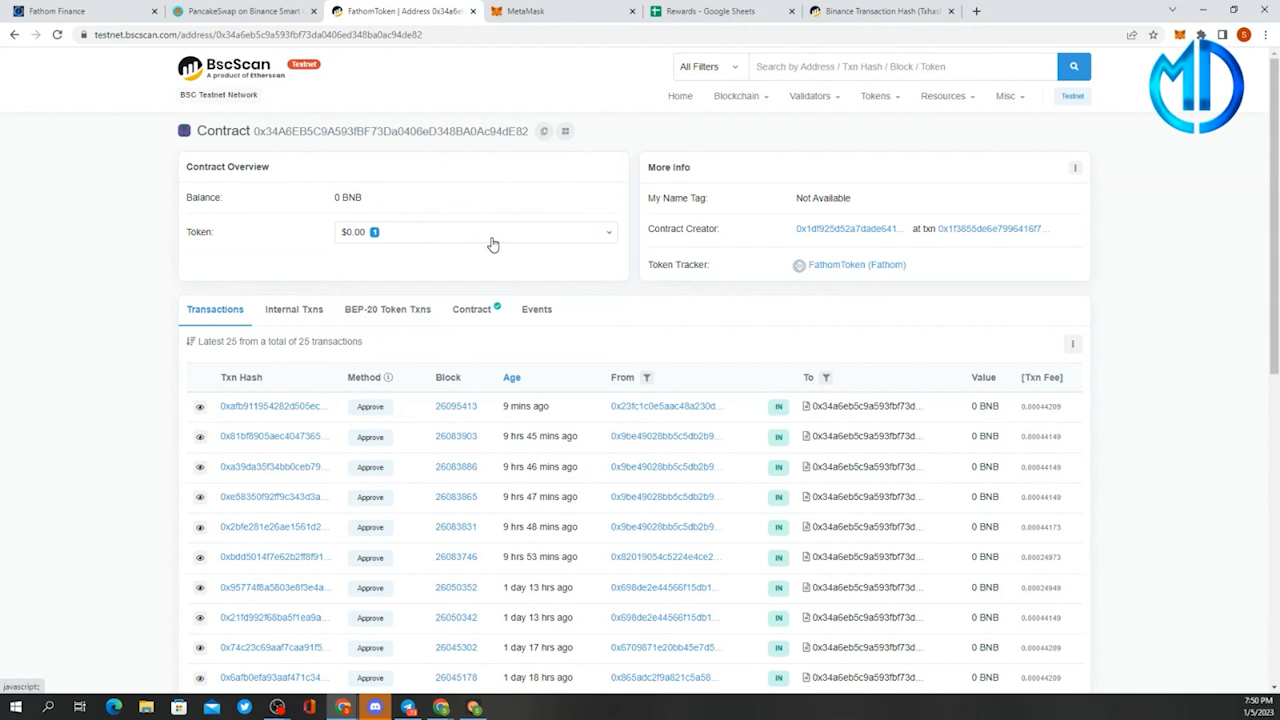 Fathom Finance
PancakeSwap on Binance Smart C
FathomToken | Address 0x34a6el
MetaMask
Rewards - Google Sheets
Binance Transaction Hash (Txhas
testnet.bscscan.com/address/0x34a6eb5c9a593fbf73da0406ed348ba0ac94de82
BscScan
Testnet
A product of Etherscan
BSC Testnet Network
All Filters
Search by Address / Txn Hash / Block / Token
Home Blockchain Validators Tokens Resources Misc Testnet
MD
Contract 0x34A6EB5C9A593fBF73Da0406eD348BA0Ac94dE82
Contract Overview
Balance: 0 BNB
Token: $0.00 1
More Info
My Name Tag: Not Available
Contract Creator: 0x1df925d52a7dade641... at txn 0x1f3855de6e7996416f7...
Token Tracker: FathomToken (Fathom)
Transactions Internal Txns BEP-20 Token Txns Contract Events
Latest 25 from a total of 25 transactions
Txn Hash Method Block Age From To Value [Txn Fee]
0xafb911954282d505ec... Approve 26095413 9 mins ago 0x23fc1c0e5aac48a230d... IN 0x34a6eb5c9a593fbf73d... 0 BNB 0.00044209
0x81bf8905aec4047365... Approve 26083903 9 hrs 45 mins ago 0x9be49028bb5c5db2b9... IN 0x34a6eb5c9a593fbf73d... 0 BNB 0.00044149
0xa39da35f34bb0ceb79... Approve 26083886 9 hrs 46 mins ago 0x9be49028bb5c5db2b9... IN 0x34a6eb5c9a593fbf73d... 0 BNB 0.00044149
0xe58350f92ff9c343d3a... Approve 26083865 9 hrs 47 mins ago 0x9be49028bb5c5db2b9... IN 0x34a6eb5c9a593fbf73d... 0 BNB 0.00044149
0x2bfe281e26ae1561d2... Approve 26083831 9 hrs 48 mins ago 0x9be49028bb5c5db2b9... IN 0x34a6eb5c9a593fbf73d... 0 BNB 0.00044173
0xbdd5014f7e62b2ff8f91... Approve 26083746 9 hrs 53 mins ago 0x82019054c5224e4ce2... IN 0x34a6eb5c9a593fbf73d... 0 BNB 0.00024973
0x95774f8a5803e8f3e4a... Approve 26050352 1 day 13 hrs ago 0x698de2e44566f15db1... IN 0x34a6eb5c9a593fbf73d... 0 BNB 0.00024949
0x21fd992f68ba5f1ea9a... Approve 26050342 1 day 13 hrs ago 0x698de2e44566f15db1... IN 0x34a6eb5c9a593fbf73d... 0 BNB 0.00044149
0x74c23c69aaf7caa91f5... Approve 26045302 1 day 17 hrs ago 0x6709871e20bb45e7d5... IN 0x34a6eb5c9a593fbf73d... 0 BNB 0.00044209
0x6afb0efa93aaf471c34... Approve 26045178 1 day 18 hrs ago 0x865adc2f9a821c5a58... IN 0x34a6eb5c9a593fbf73d... 0 BNB 0.00044209
javascript:;
7:50 PM
1/5/2023